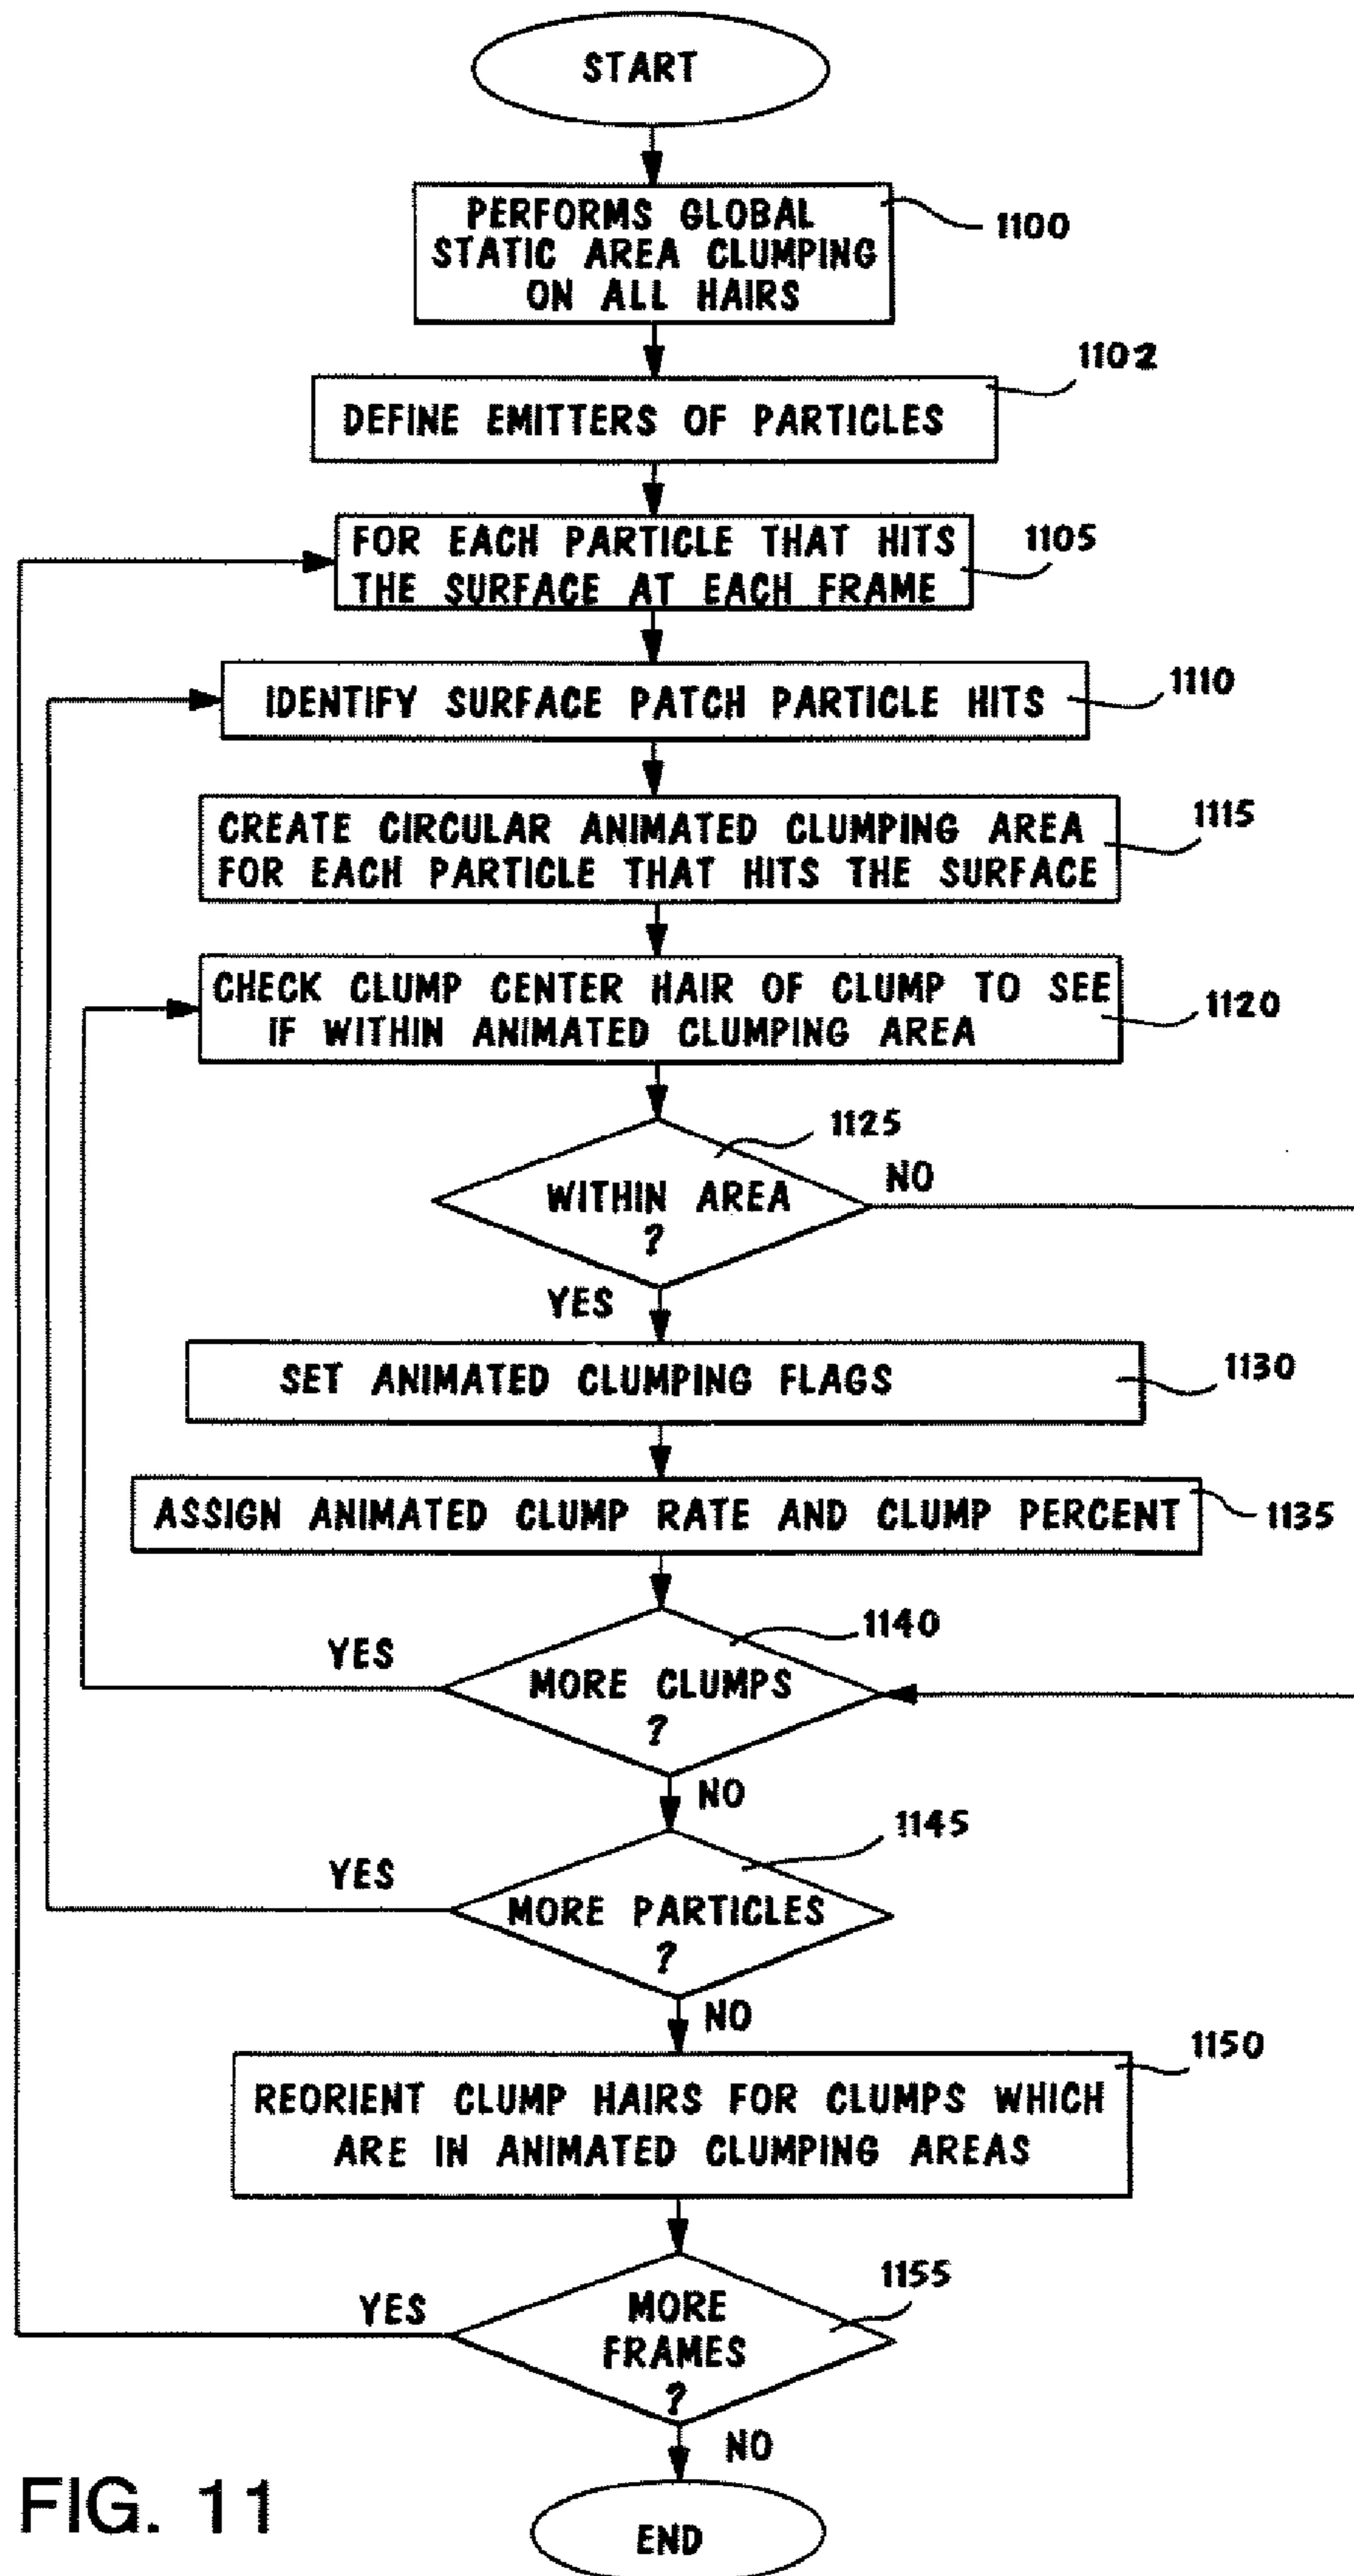 START
PERFORMS GLOBAL
STATIC AREA CLUMPING
ON ALL HAIRS
1100
1102
DEFINE EMITTERS OF PARTICLES
FOR EACH PARTICLE THAT HITS
THE SURFACE AT EACH FRAME
1105
IDENTIFY SURFACE PATCH PARTICLE HITS
1110
CREATE CIRCULAR ANIMATED CLUMPING AREA
FOR EACH PARTICLE THAT HITS THE SURFACE
1115
CHECK CLUMP CENTER HAIR OF CLUMP TO SEE
IF WITHIN ANIMATED CLUMPING AREA
1120
1125
WITHIN AREA
?
NO
YES
SET ANIMATED CLUMPING FLAGS
1130
ASSIGN ANIMATED CLUMP RATE AND CLUMP PERCENT
1135
1140
YES
MORE CLUMPS
?
NO
1145
YES
MORE PARTICLES
?
NO
1150
REORIENT CLUMP HAIRS FOR CLUMPS WHICH
ARE IN ANIMATED CLUMPING AREAS
1155
YES
MORE
FRAMES
?
NO
END
FIG. 11